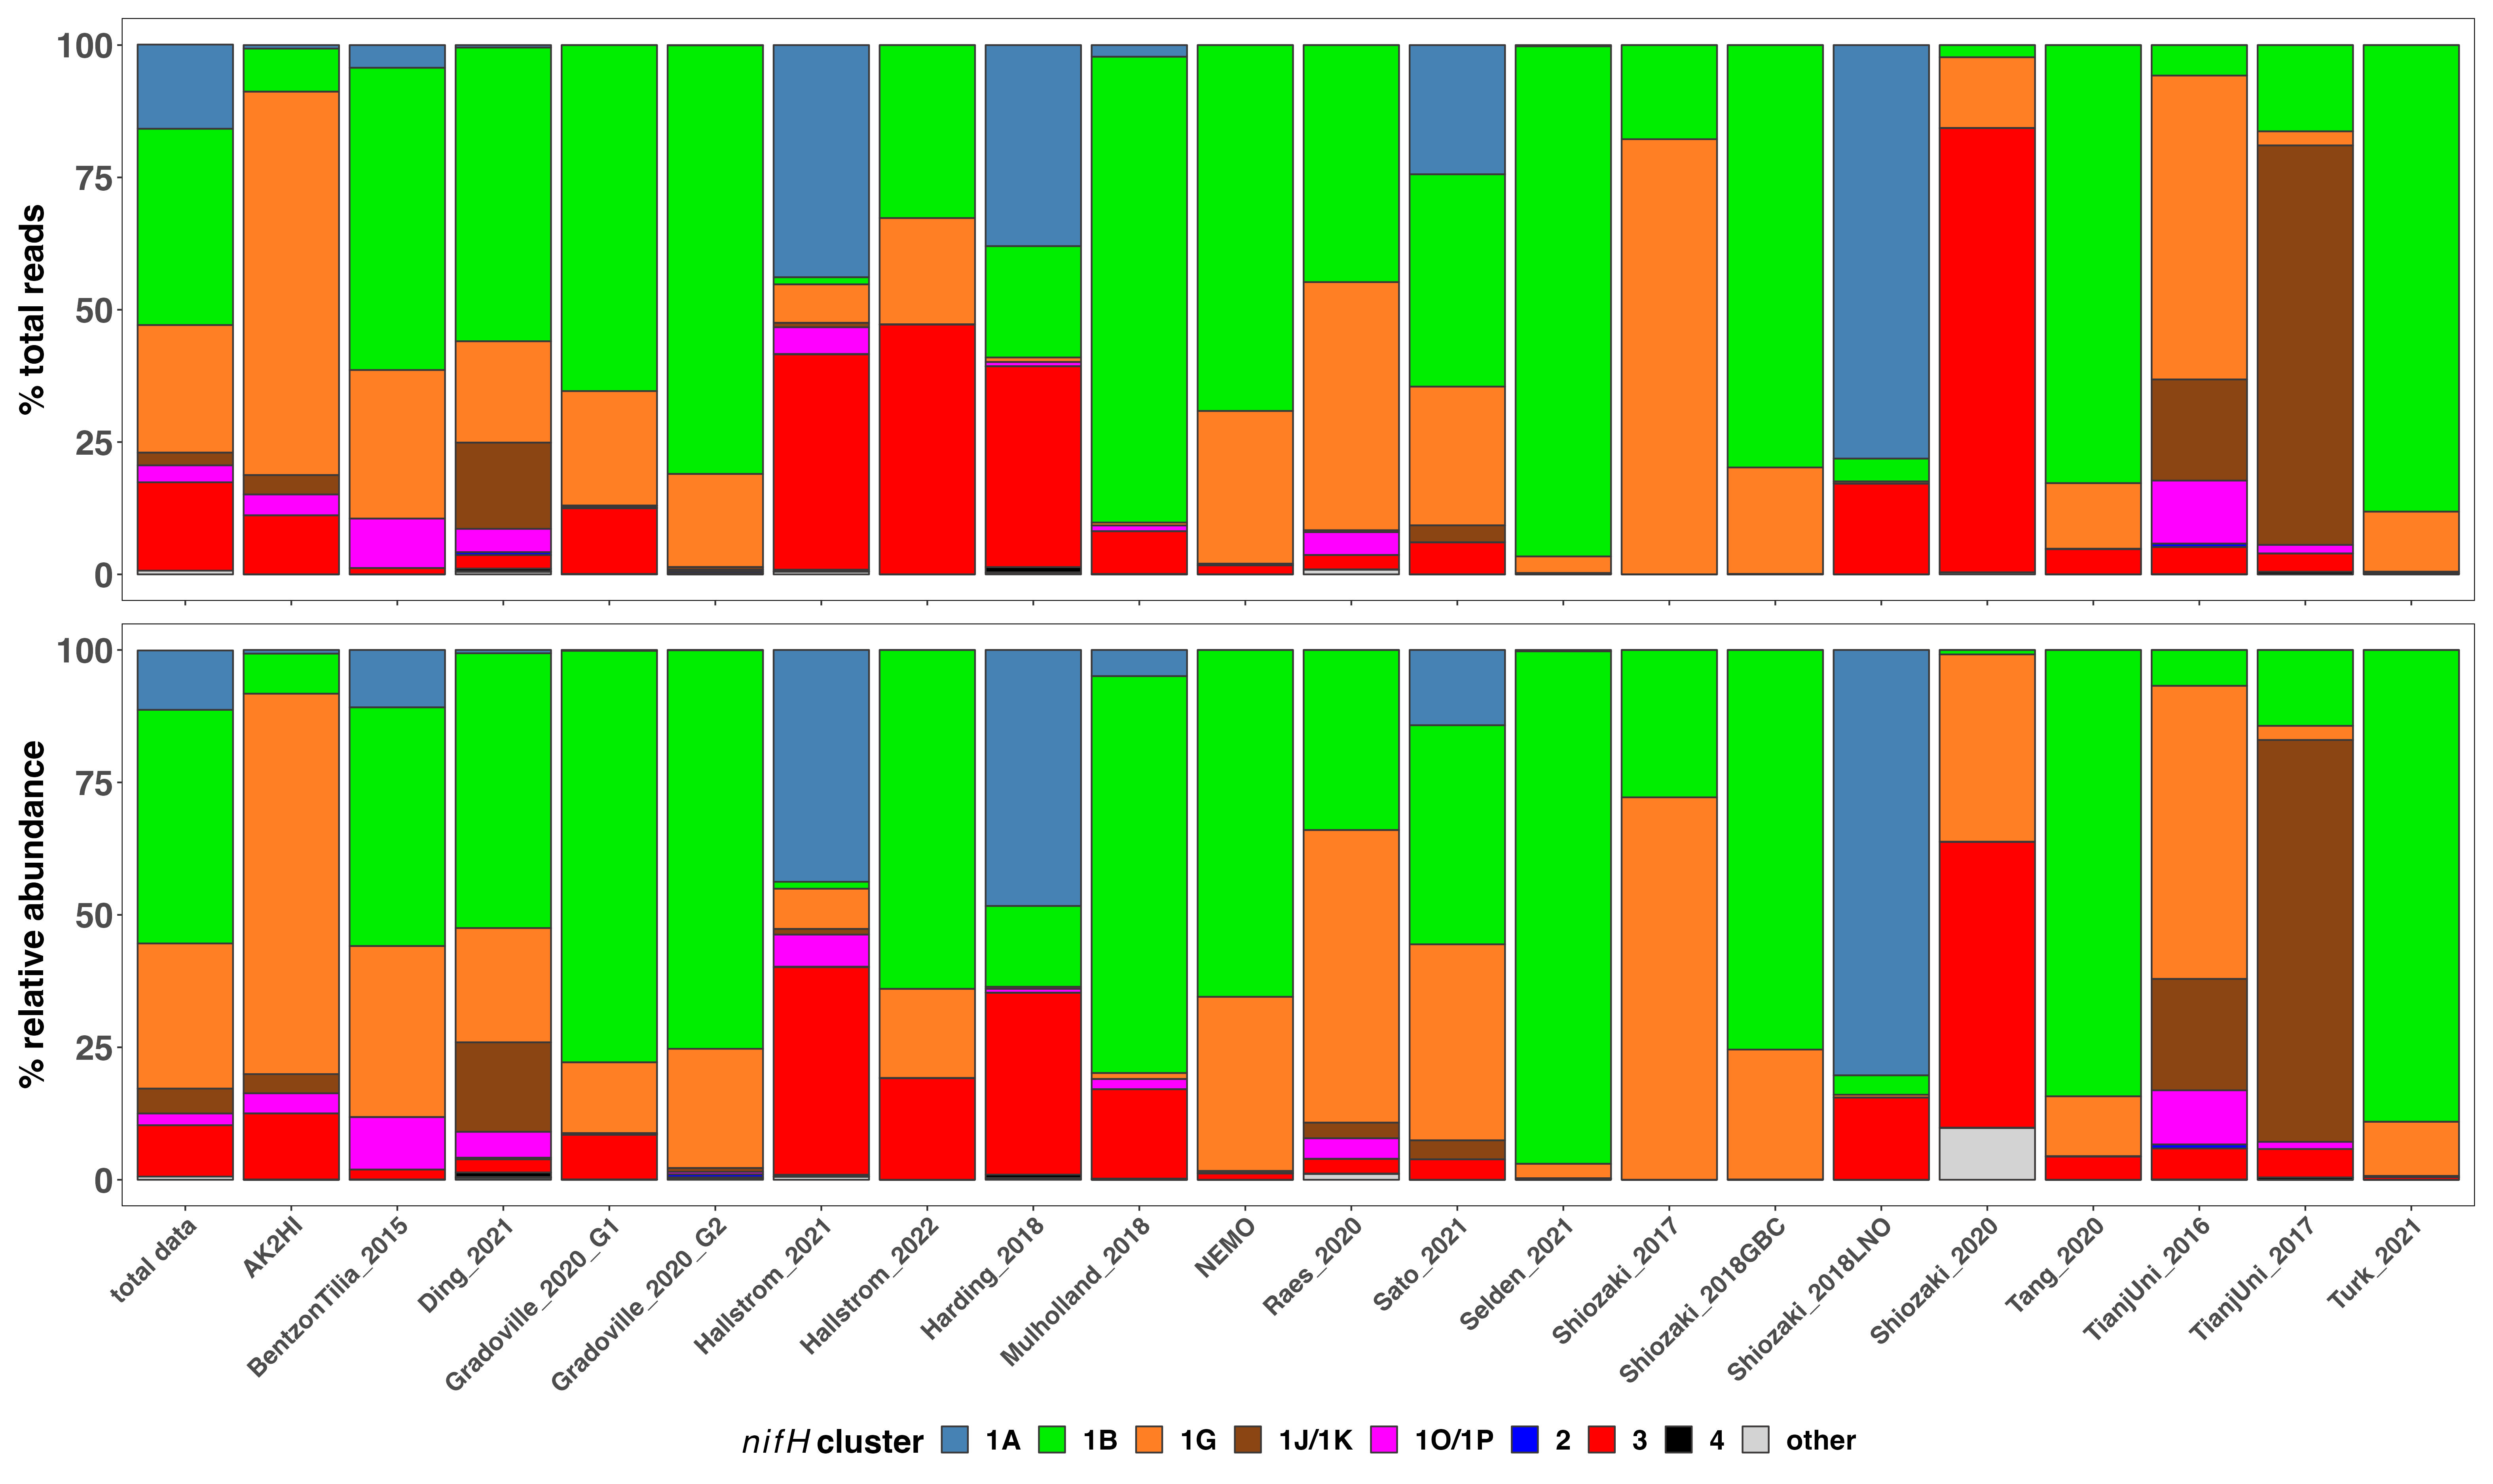 % total reads
100
75
50
25
0
% relative abundance
100
75
50
25
0
total data
AK2HI
BentzonTilia_2015
Ding_2021
Gradoville_2020_G1
Gradoville_2020_G2
Hallstrom_2021
Hallstrom_2022
Harding_2018
Mulholland_2018
NEMO
Raes_2020
Sato_2021
Selden_2021
Shiozaki_2017
Shiozaki_2018GBC
Shiozaki_2018LNO
Shiozaki_2020
Tang_2020
TianjUni_2016
TianjUni_2017
Turk_2021
nifH cluster 1A 1B 1G 1J/1K 1O/1P 2 3 4 other